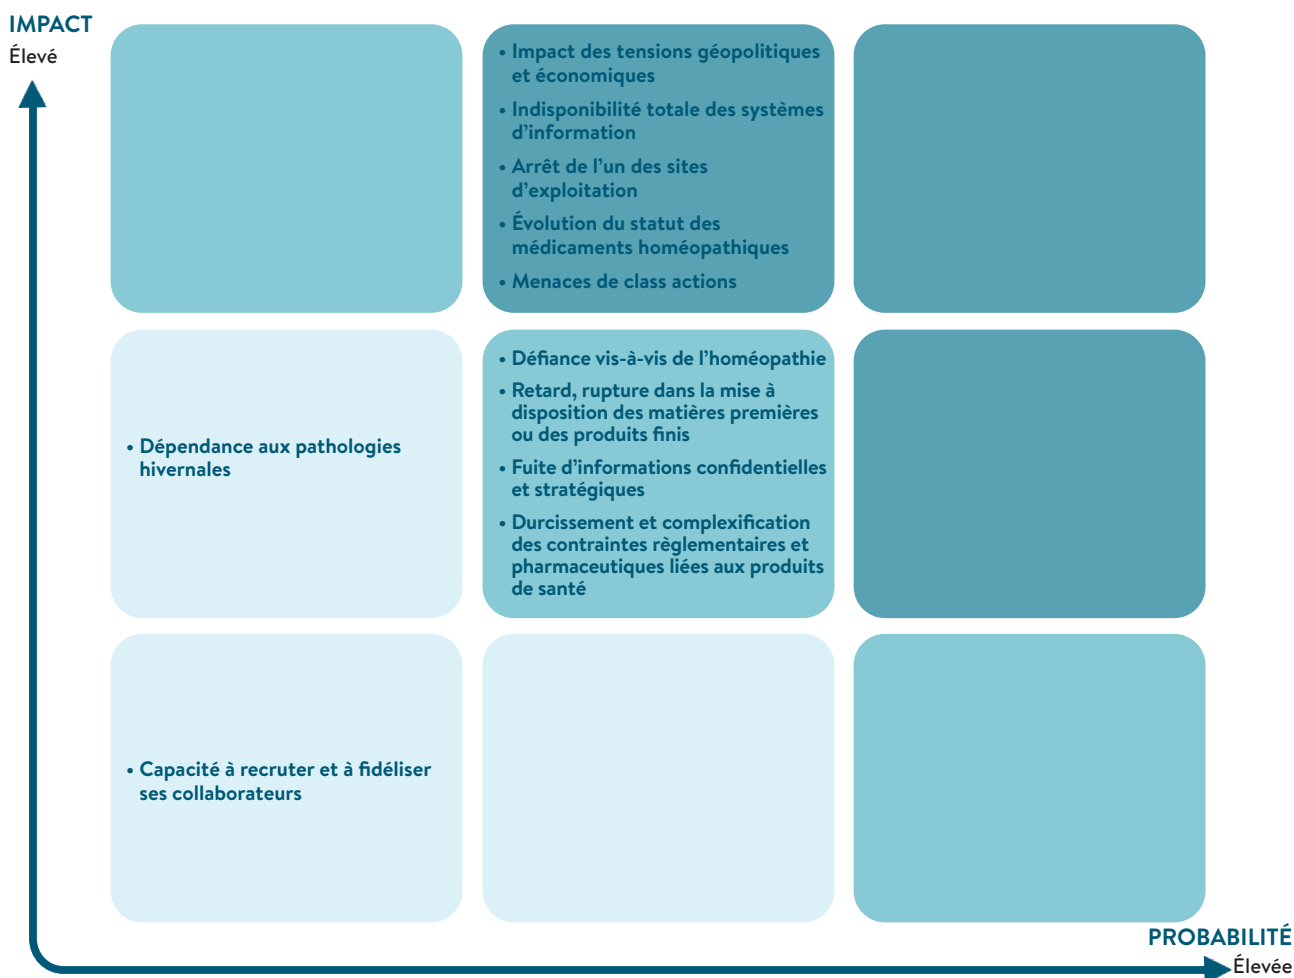 IMPACT
Élevé
• Impact des tensions géopolitiques
et économiques
• Indisponibilité totale des systèmes
d’information
• Arrêt de l’un des sites
d’exploitation
• Évolution du statut des
médicaments homéopathiques
• Menaces de class actions
• Dépendance aux pathologies
hivernales
• Défiance vis-à-vis de l’homéopathie
• Retard, rupture dans la mise à
disposition des matières premières
ou des produits finis
• Fuite d’informations confidentielles
et stratégiques
• Durcissement et complexification
des contraintes règlementaires et
pharmaceutiques liées aux produits
de santé
• Capacité à recruter et à fidéliser
ses collaborateurs
PROBABILITÉ
Élevée